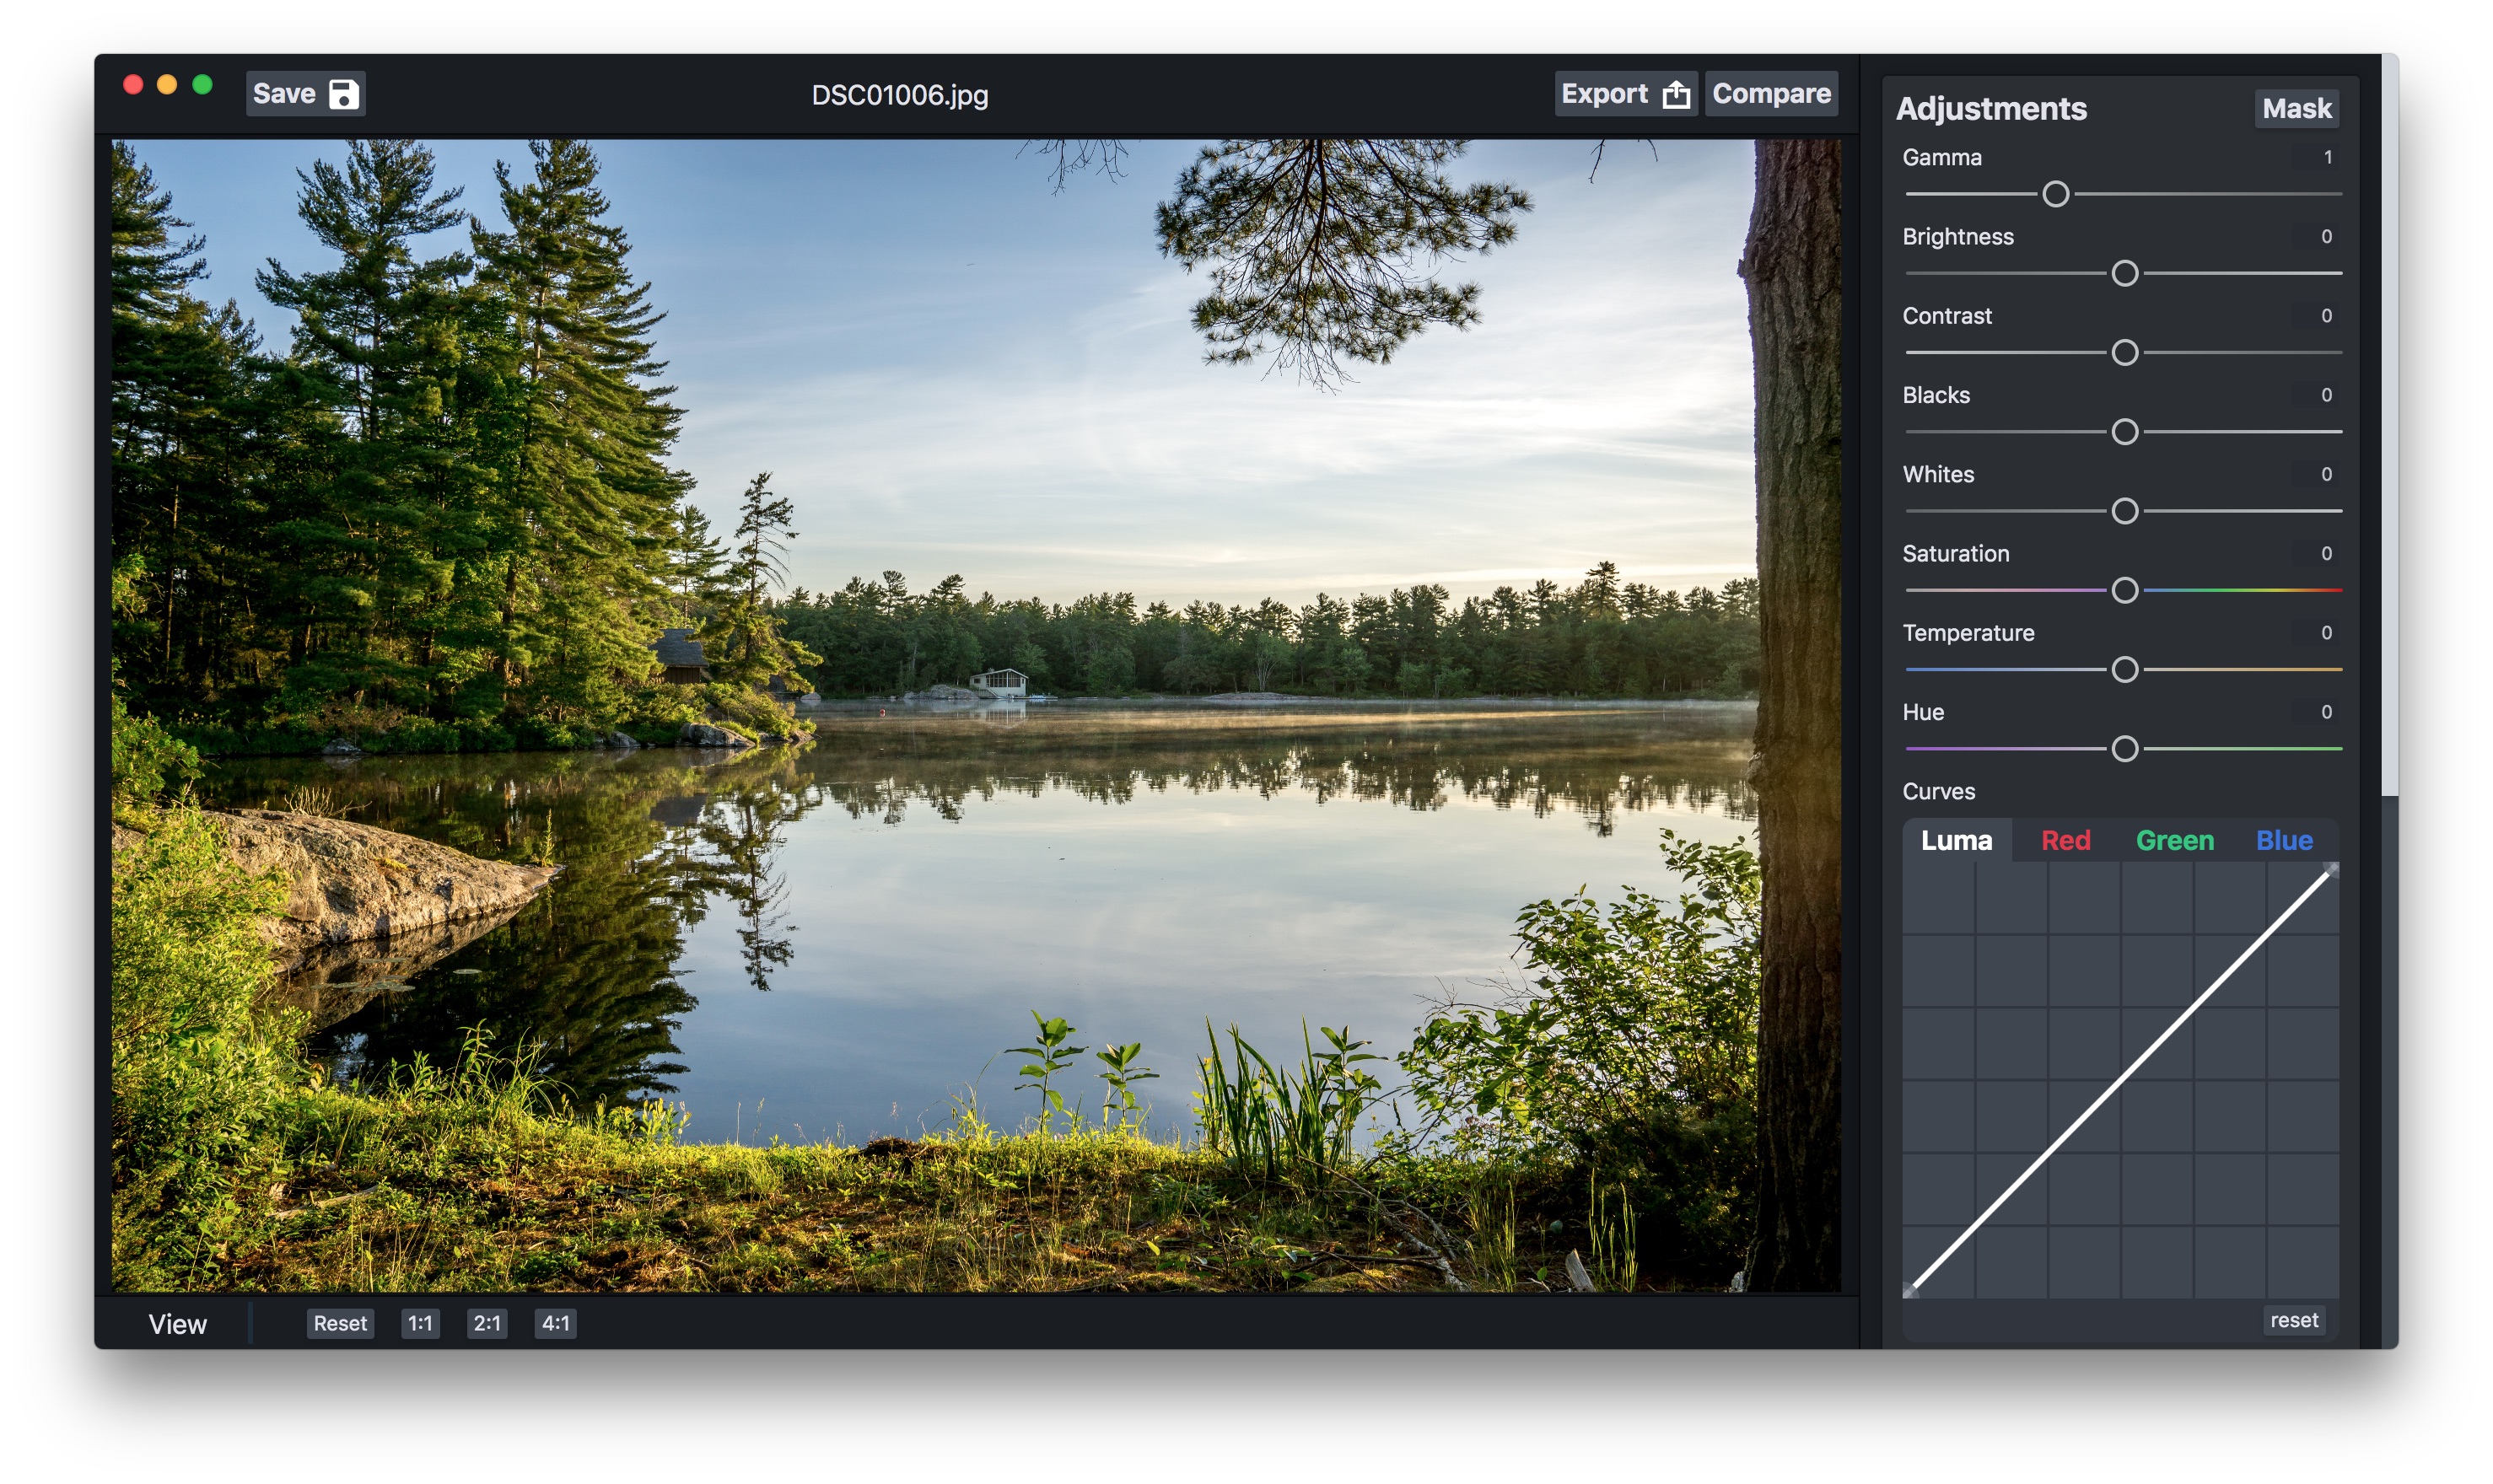 Save
DSC01006.jpg
Export
Compare
Adjustments
Mask
Gamma 1
Brightness 0
Contrast 0
Blacks 0
Whites 0
Saturation 0
Temperature 0
Hue 0
Curves
Luma Red Green Blue
reset
View
Reset 1:1 2:1 4:1